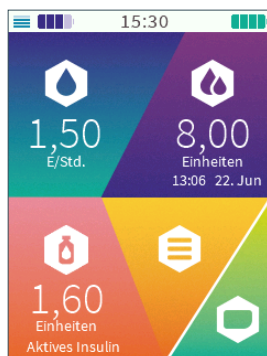 15:30
1,50
E/Std.
8,00
Einheiten
13:06 22. Jun
1,60
Einheiten
Aktives Insulin